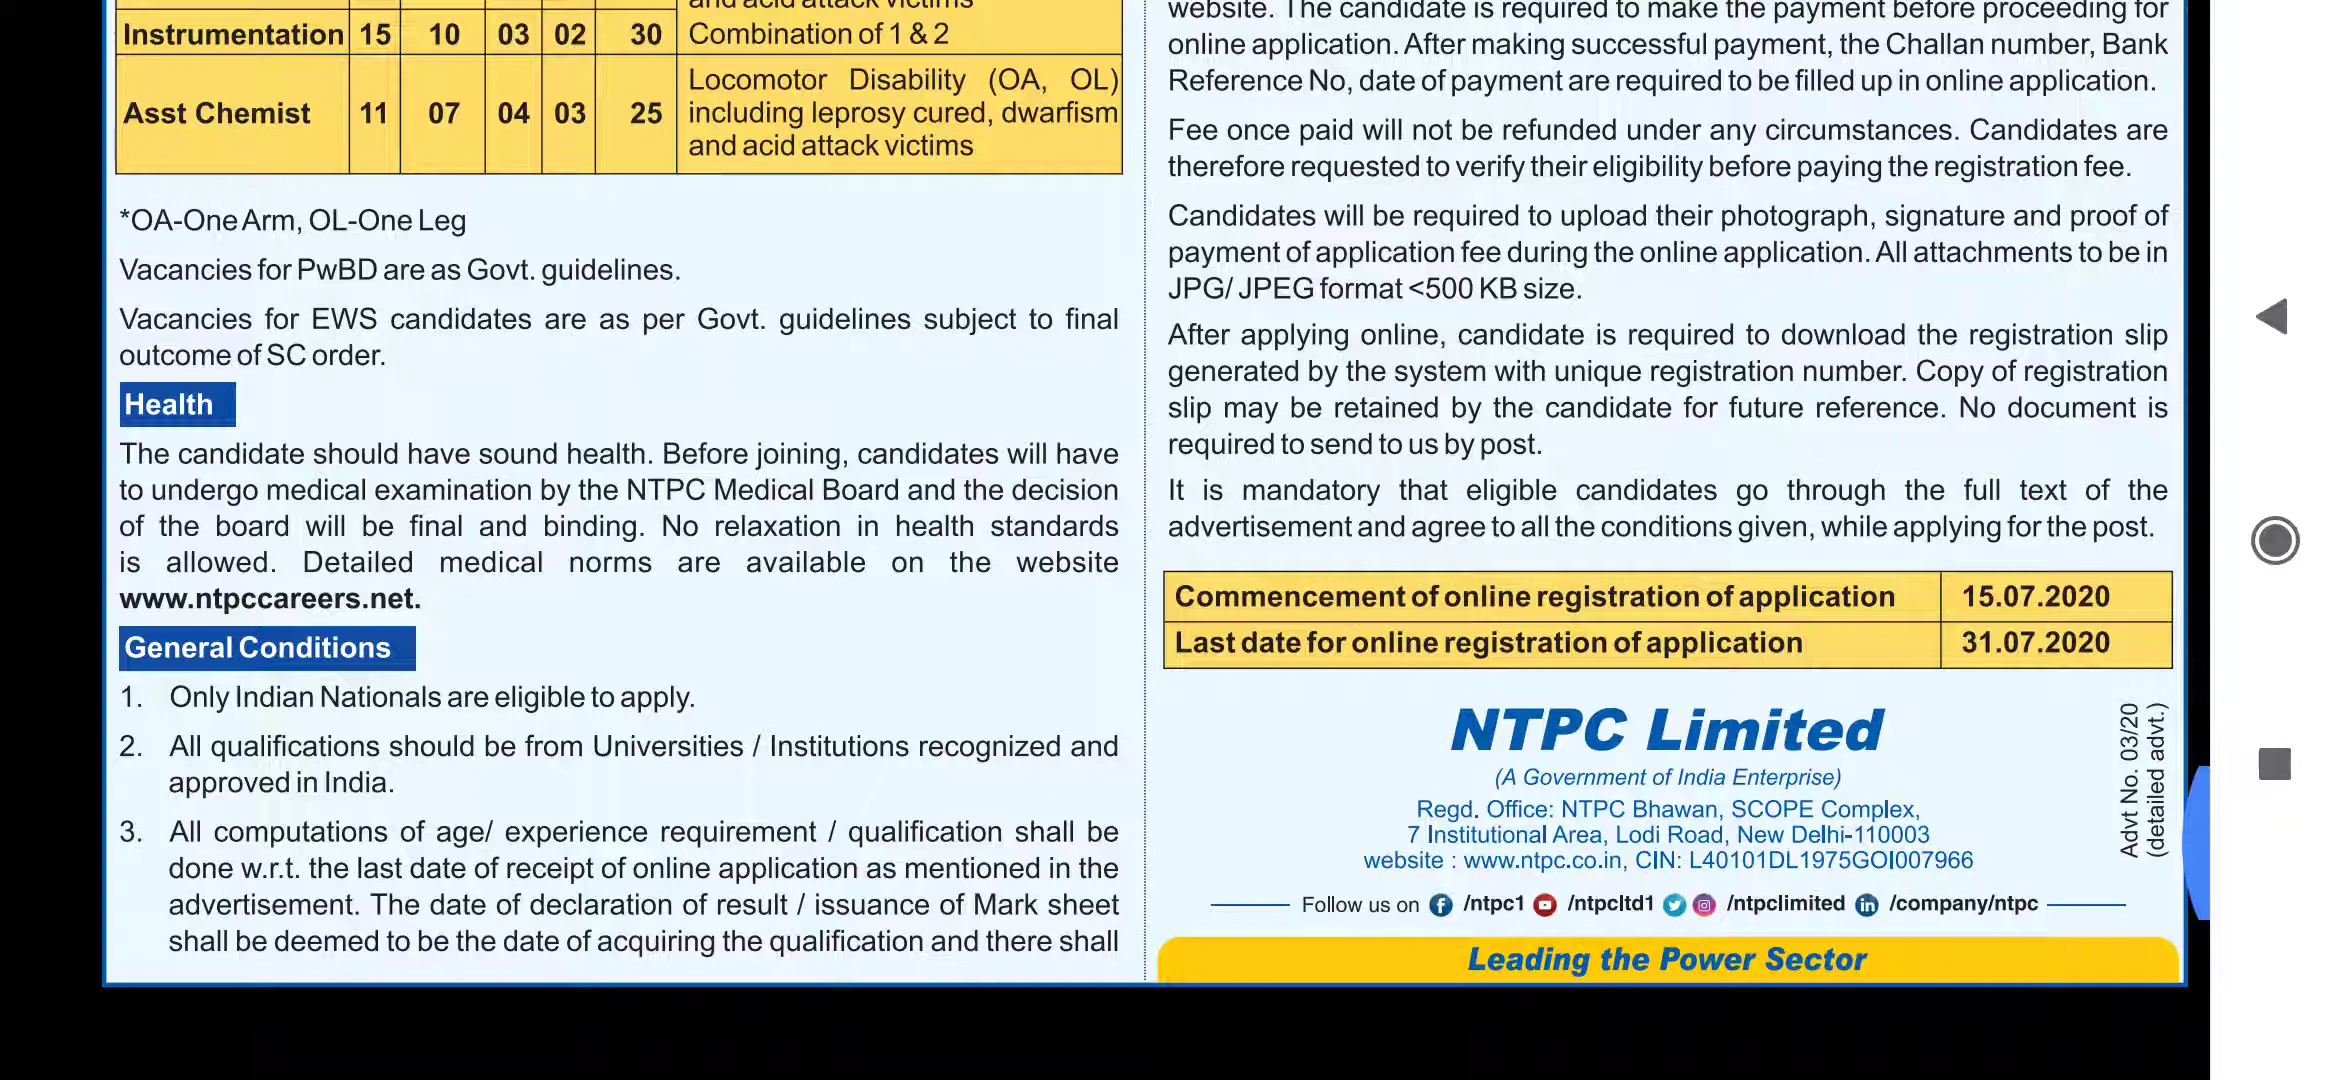 and acid attack victims
Instrumentation 15 10 03 02 30 Combination of 1 & 2
Asst Chemist 11 07 04 03 25 Locomotor Disability (OA, OL)
including leprosy cured, dwarfism
and acid attack victims
*OA-One Arm, OL-One Leg
Vacancies for PwBD are as Govt. guidelines.
Vacancies for EWS candidates are as per Govt. guidelines subject to final
outcome of SC order.
Health
The candidate should have sound health. Before joining, candidates will have
to undergo medical examination by the NTPC Medical Board and the decision
of the board will be final and binding. No relaxation in health standards
is allowed. Detailed medical norms are available on the website
www.ntpccareers.net.
General Conditions
1. Only Indian Nationals are eligible to apply.
2. All qualifications should be from Universities / Institutions recognized and
approved in India.
3. All computations of age/ experience requirement / qualification shall be
done w.r.t. the last date of receipt of online application as mentioned in the
advertisement. The date of declaration of result / issuance of Mark sheet
shall be deemed to be the date of acquiring the qualification and there shall
website. The candidate is required to make the payment before proceeding for
online application. After making successful payment, the Challan number, Bank
Reference No, date of payment are required to be filled up in online application.
Fee once paid will not be refunded under any circumstances. Candidates are
therefore requested to verify their eligibility before paying the registration fee.
Candidates will be required to upload their photograph, signature and proof of
payment of application fee during the online application. All attachments to be in
JPG/ JPEG format <500 KB size.
After applying online, candidate is required to download the registration slip
generated by the system with unique registration number. Copy of registration
slip may be retained by the candidate for future reference. No document is
required to send to us by post.
It is mandatory that eligible candidates go through the full text of the
advertisement and agree to all the conditions given, while applying for the post.
Commencement of online registration of application 15.07.2020
Last date for online registration of application 31.07.2020
NTPC Limited
(A Government of India Enterprise)
Regd. Office: NTPC Bhawan, SCOPE Complex,
7 Institutional Area, Lodi Road, New Delhi-110003
website : www.ntpc.co.in, CIN: L40101DL1975GOI007966
Advt No. 03/20
(detailed advt.)
Follow us on /ntpc1 /ntpcltd1 /ntpclimited /company/ntpc
Leading the Power Sector